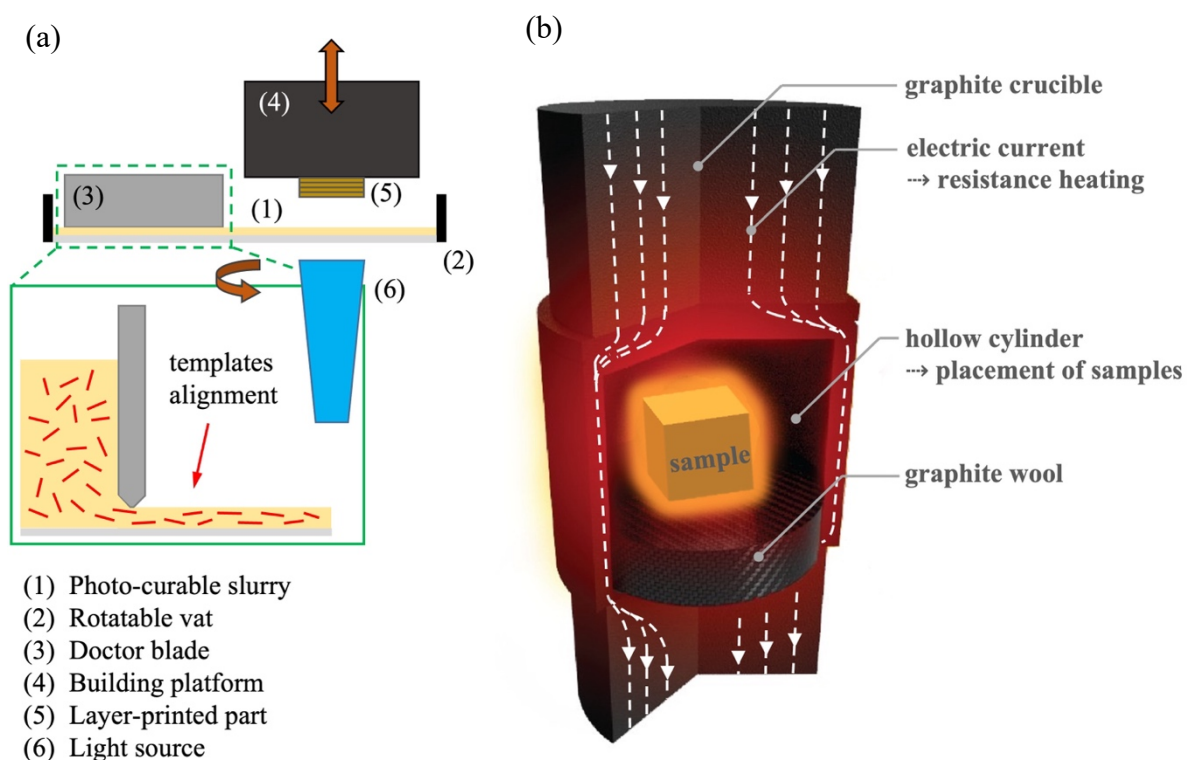 (a)
(4)
(3)
(1)
(5)
(2)
(6)
templates
alignment
(1) Photo-curable slurry
(2) Rotatable vat
(3) Doctor blade
(4) Building platform
(5) Layer-printed part
(6) Light source
(b)
graphite crucible
electric current
⤏ resistance heating
hollow cylinder
⤏ placement of samples
sample
graphite wool